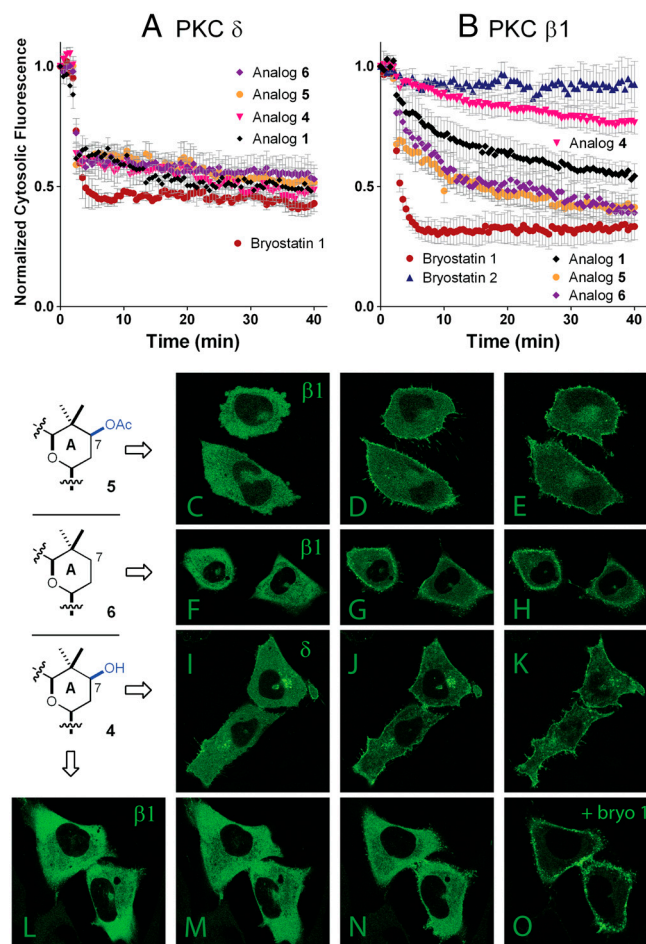 A PKC δ
Normalized Cytosolic Fluorescence
1.0
0.5
0.0
Analog 6
Analog 5
Analog 4
Analog 1
Bryostatin 1
0
10
20
30
40
Time (min)
B PKC β1
1.0
0.5
0.0
Analog 4
Bryostatin 1
Bryostatin 2
Analog 1
Analog 5
Analog 6
0
10
20
30
40
Time (min)
OAc
A
7
O
5
β1
C
D
E
7
A
O
6
β1
F
G
H
OH
A
7
O
4
δ
I
J
K
β1
L
M
N
+ bryo 1
O